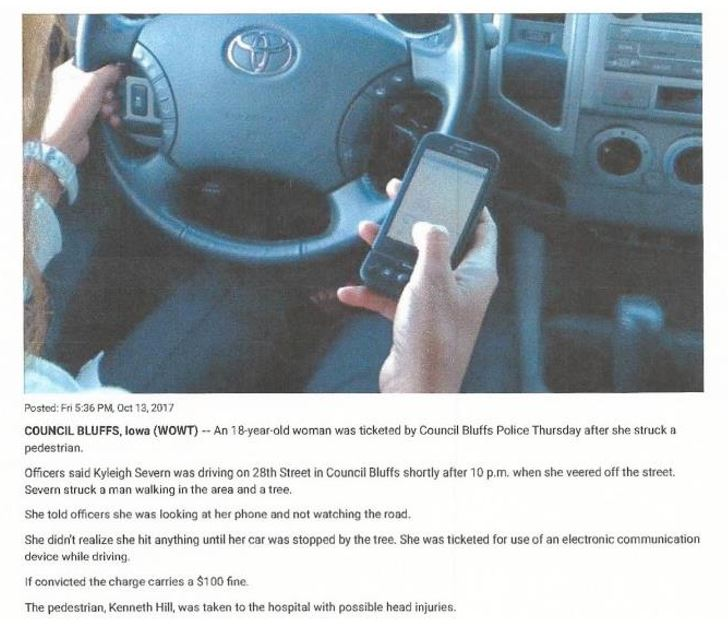 Posted: Fri 5:36 PM, Oct 13, 2017
COUNCIL BLUFFS, Iowa (WOWT) -- An 18-year-old woman was ticketed by Council Bluffs Police Thursday after she struck a
pedestrian.
Officers said Kyleigh Severn was driving on 28th Street in Council Bluffs shortly after 10 p.m. when she veered off the street.
Severn struck a man walking in the area and a tree.
She told officers she was looking at her phone and not watching the road.
She didn't realize she hit anything until her car was stopped by the tree. She was ticketed for use of an electronic communication
device while driving.
If convicted the charge carries a $100 fine.
The pedestrian, Kenneth Hill, was taken to the hospital with possible head injuries.